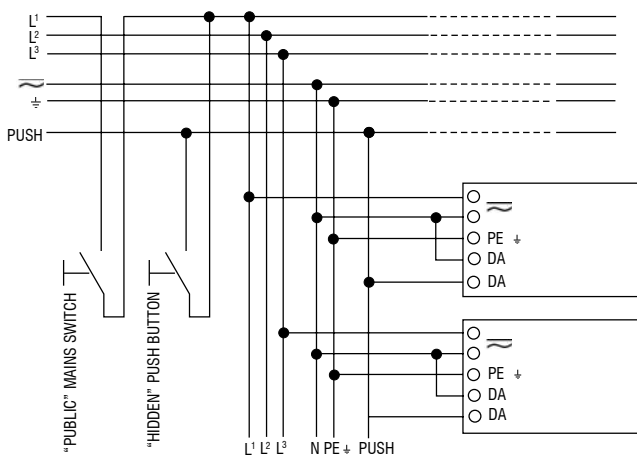 L¹
L²
L³
PUSH
PE
DA
DA
PE
DA
DA
"PUBLIC" MAINS SWITCH
"HIDDEN" PUSH BUTTON
L¹ L² L³ N PE PUSH